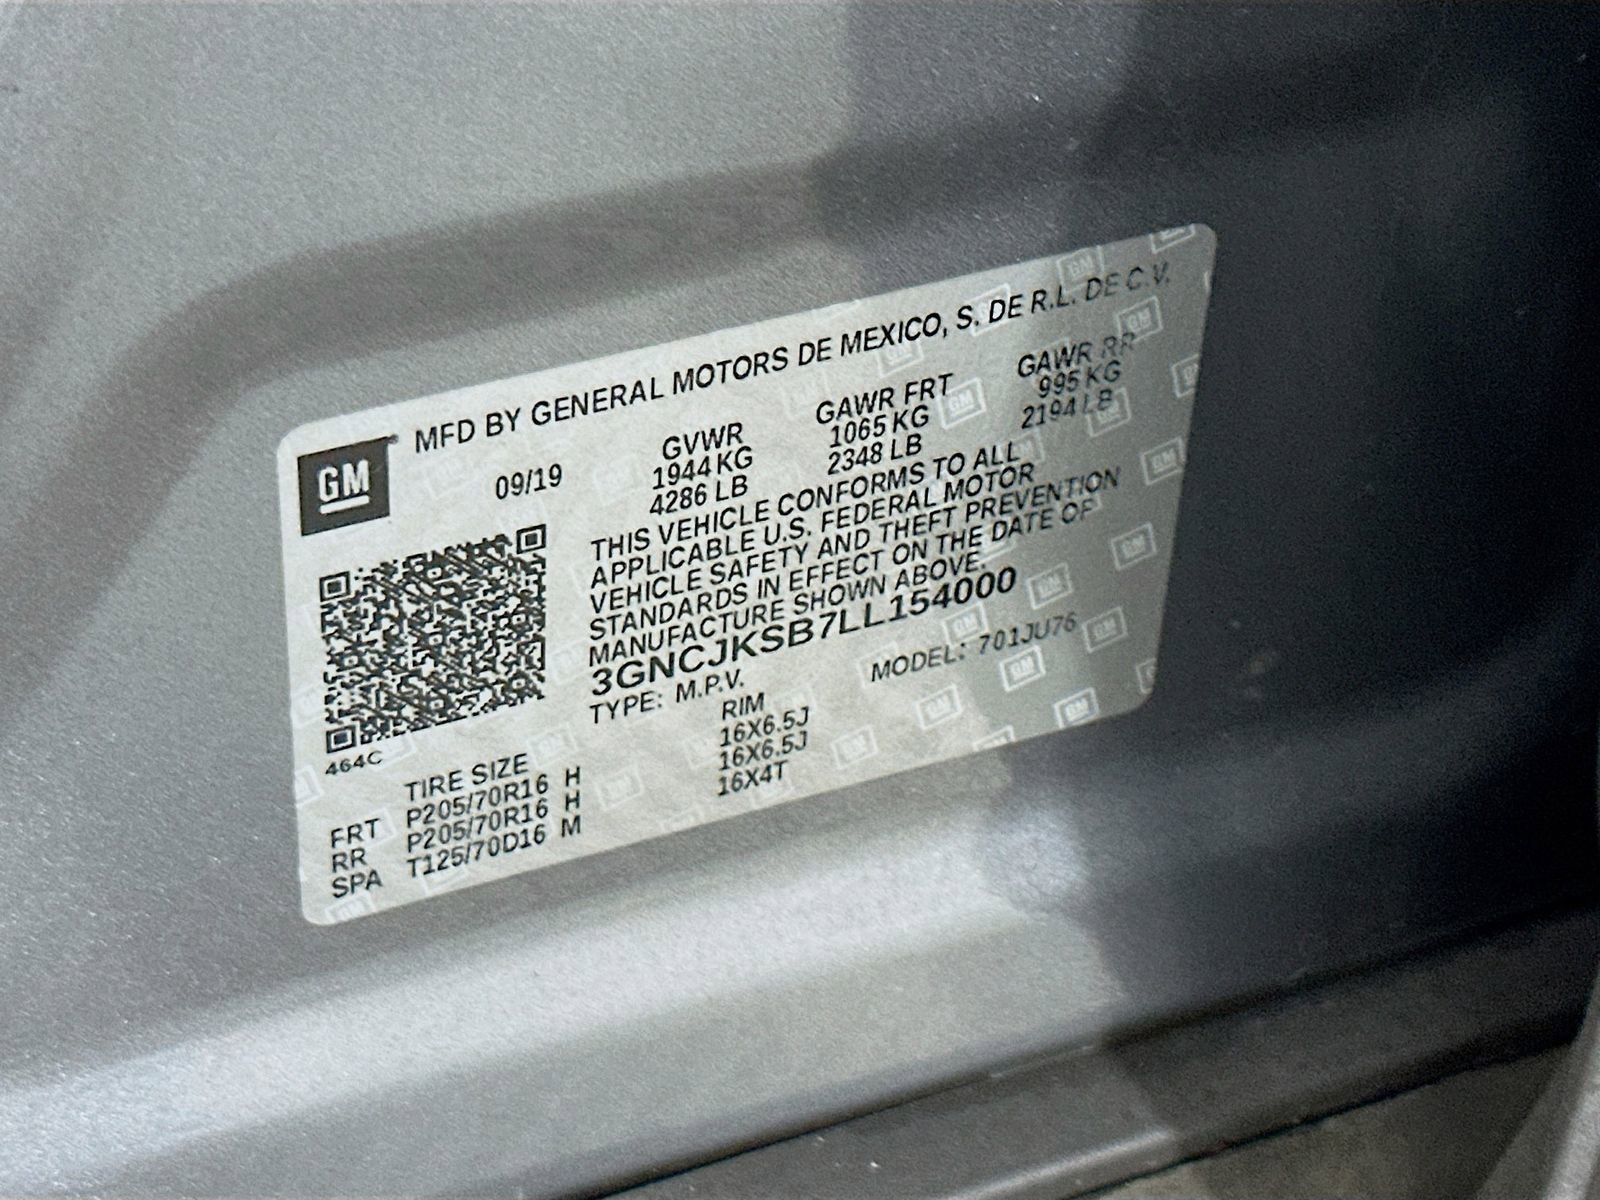 MFD BY GENERAL MOTORS DE MEXICO, S. DE R.L. DE C.V.
GM
09/19
GVWR GAWR FRT GAWR RR
1944 KG 1065 KG 995 KG
4286 LB 2348 LB 2194 LB
THIS VEHICLE CONFORMS TO ALL
APPLICABLE U.S. FEDERAL MOTOR
VEHICLE SAFETY AND THEFT PREVENTION
STANDARDS IN EFFECT ON THE DATE OF
MANUFACTURE SHOWN ABOVE.
3GNCJKSB7LL154000
TYPE: M.P.V. MODEL: 701JU76
464C
TIRE SIZE RIM
FRT P205/70R16 H 16X6.5J
RR P205/70R16 H 16X6.5J
SPA T125/70D16 M 16X4T